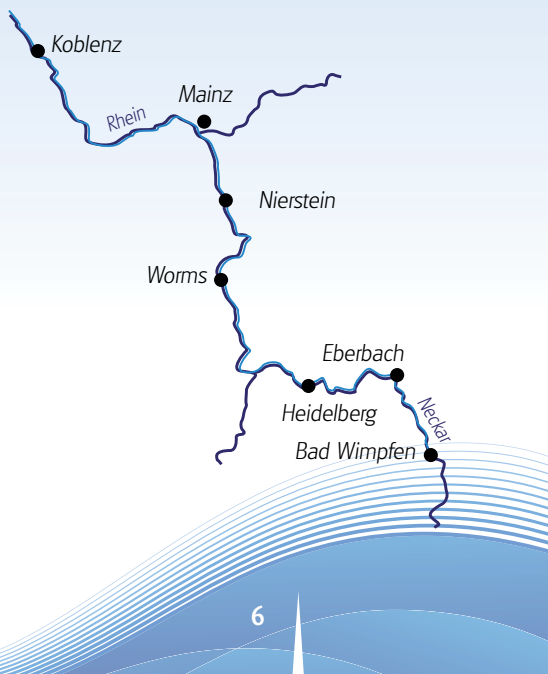 Koblenz
Mainz
Rhein
Nierstein
Worms
Eberbach
Heidelberg
Neckar
Bad Wimpfen
6